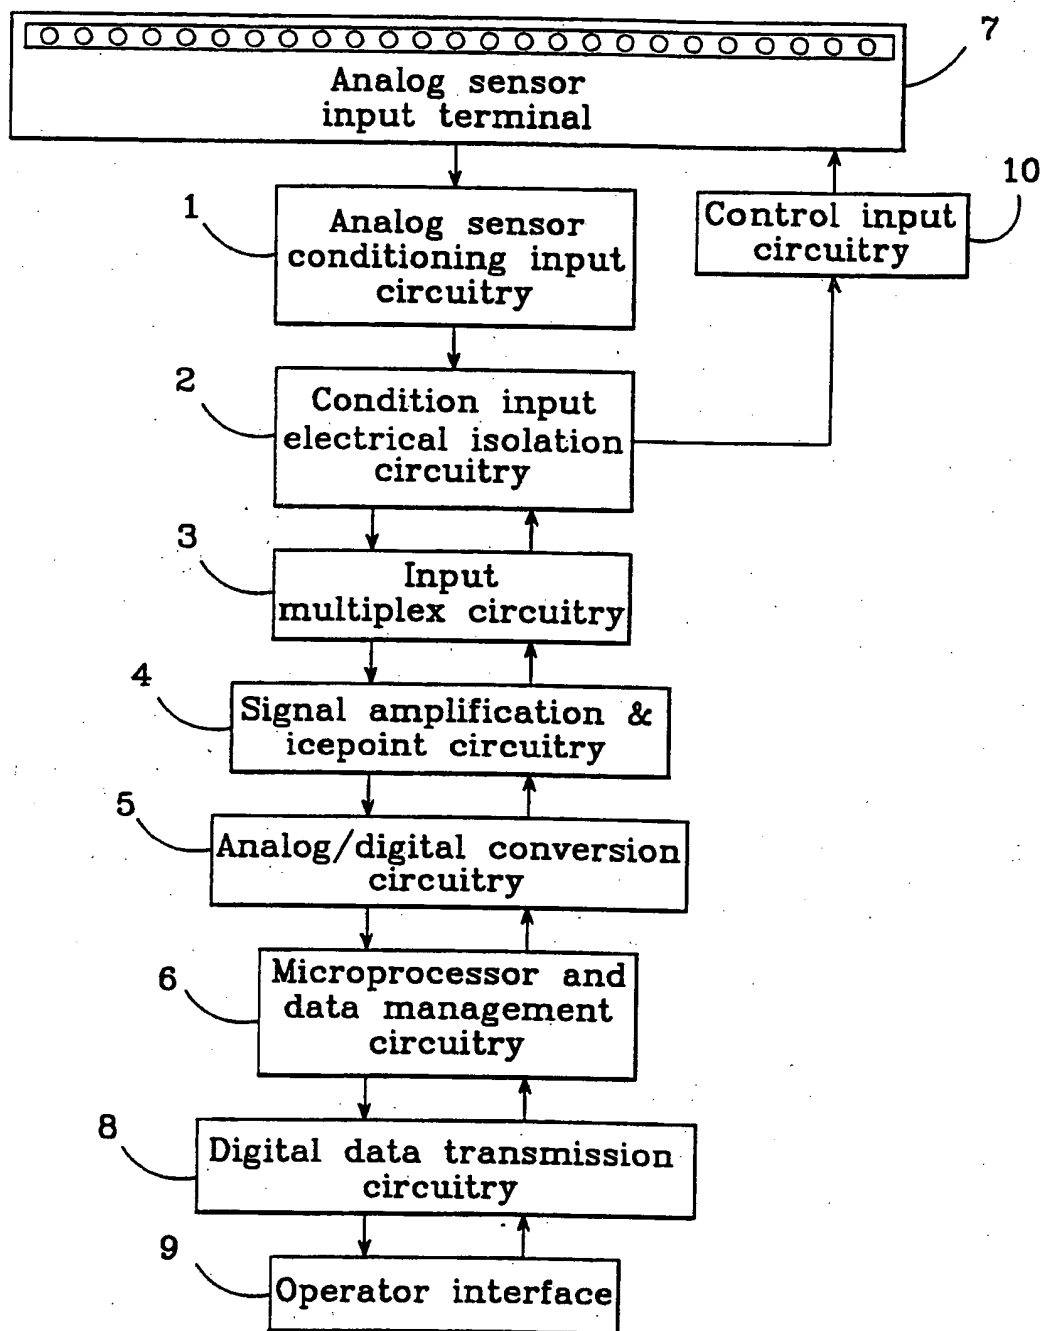 7
Analog sensor
input terminal
10
1
Analog sensor
conditioning input
circuitry
Control input
circuitry
2
Condition input
electrical isolation
circuitry
3
Input
multiplex circuitry
4
Signal amplification &
icepoint circuitry
5
Analog/digital conversion
circuitry
6
Microprocessor and
data management
circuitry
8
Digital data transmission
circuitry
9
Operator interface